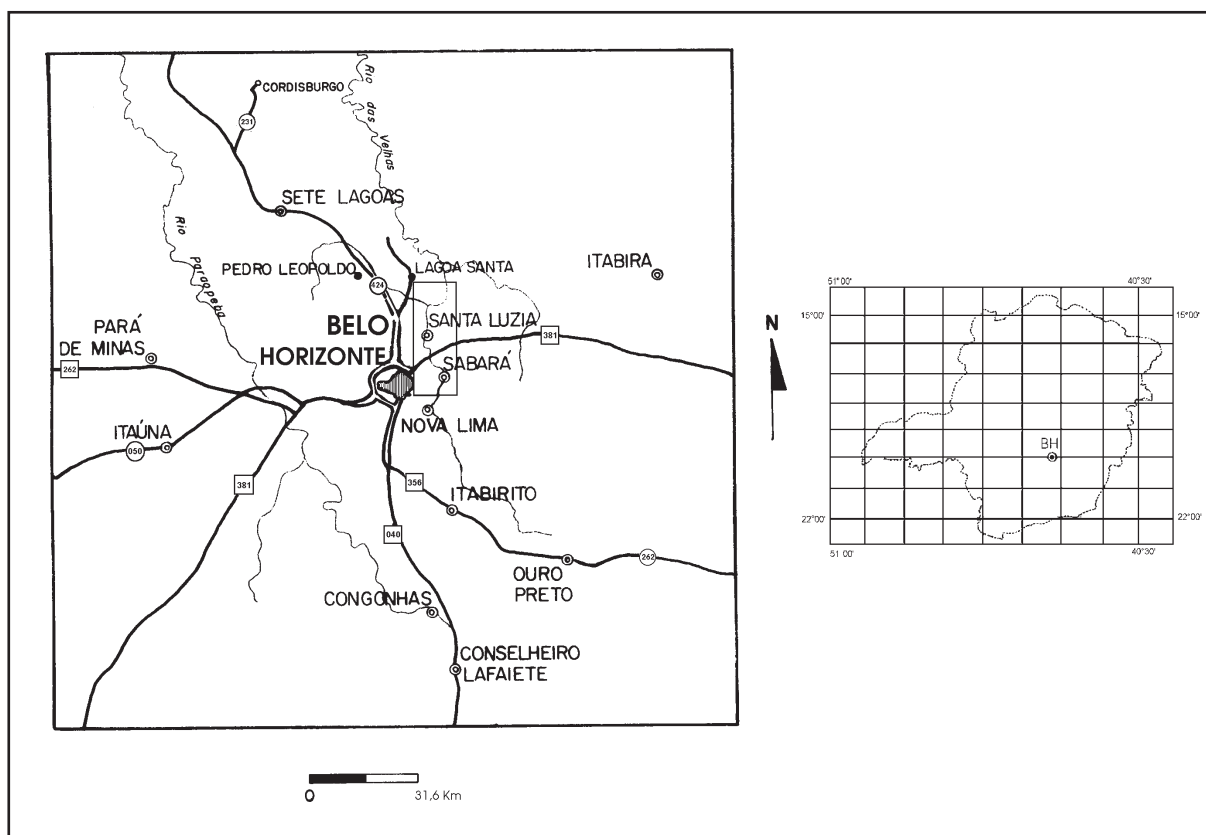 CORDISBURGO
Rio das Velhas
231
SETE LAGOAS
Rio Paraopeba
PEDRO LEOPOLDO
LAGOA SANTA
ITABIRA
424
BELO
HORIZONTE
SANTA LUZIA
381
PARÁ
DE MINAS
262
SABARÁ
NOVA LIMA
ITAÚNA
050
381
356
ITABIRITO
040
OURO
PRETO
262
CONGONHAS
CONSELHEIRO
LAFAIETE
0
31,6 Km
N
51°00'
40°30'
15°00'
15°00'
BH
22°00'
22°00'
51 00'
40°30'